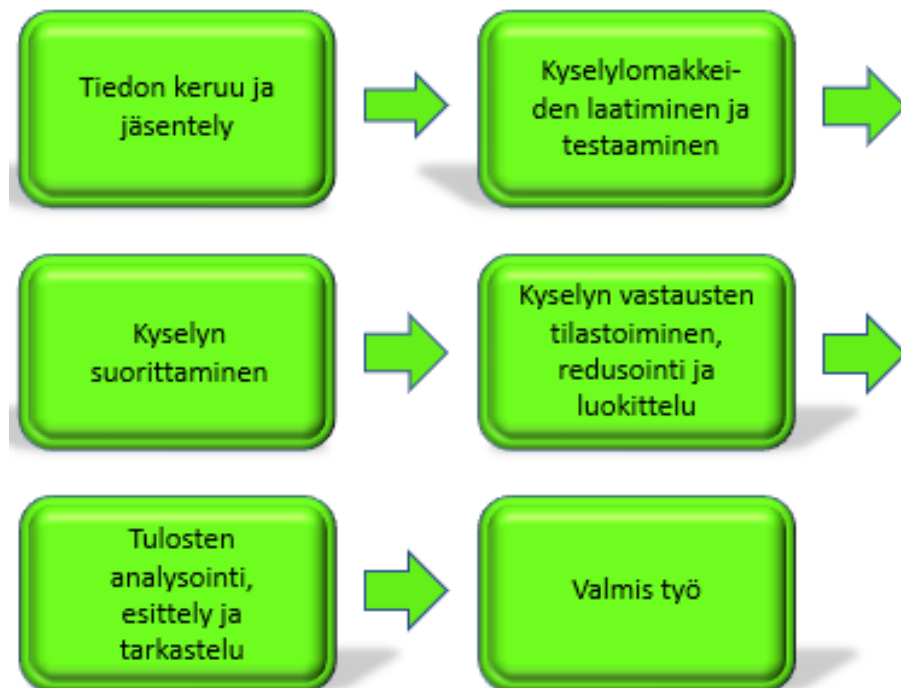 Tiedon keruu ja
jäsentely
Kyselylomakkei-
den laatiminen ja
testaaminen
Kyselyn
suorittaminen
Kyselyn vastausten
tilastoiminen,
redusointi ja
luokittelu
Tulosten
analysointi,
esittely ja
tarkastelu
Valmis työ